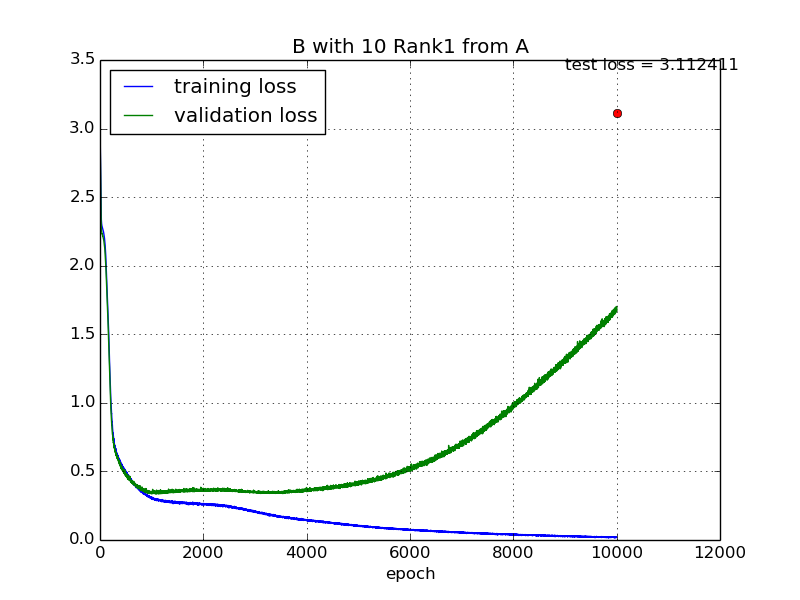 B with 10 Rank1 from A
test loss = 3.112411
training loss
validation loss
3.5
3.0
2.5
2.0
1.5
1.0
0.5
0.0
0 2000 4000 6000 8000 10000 12000
epoch